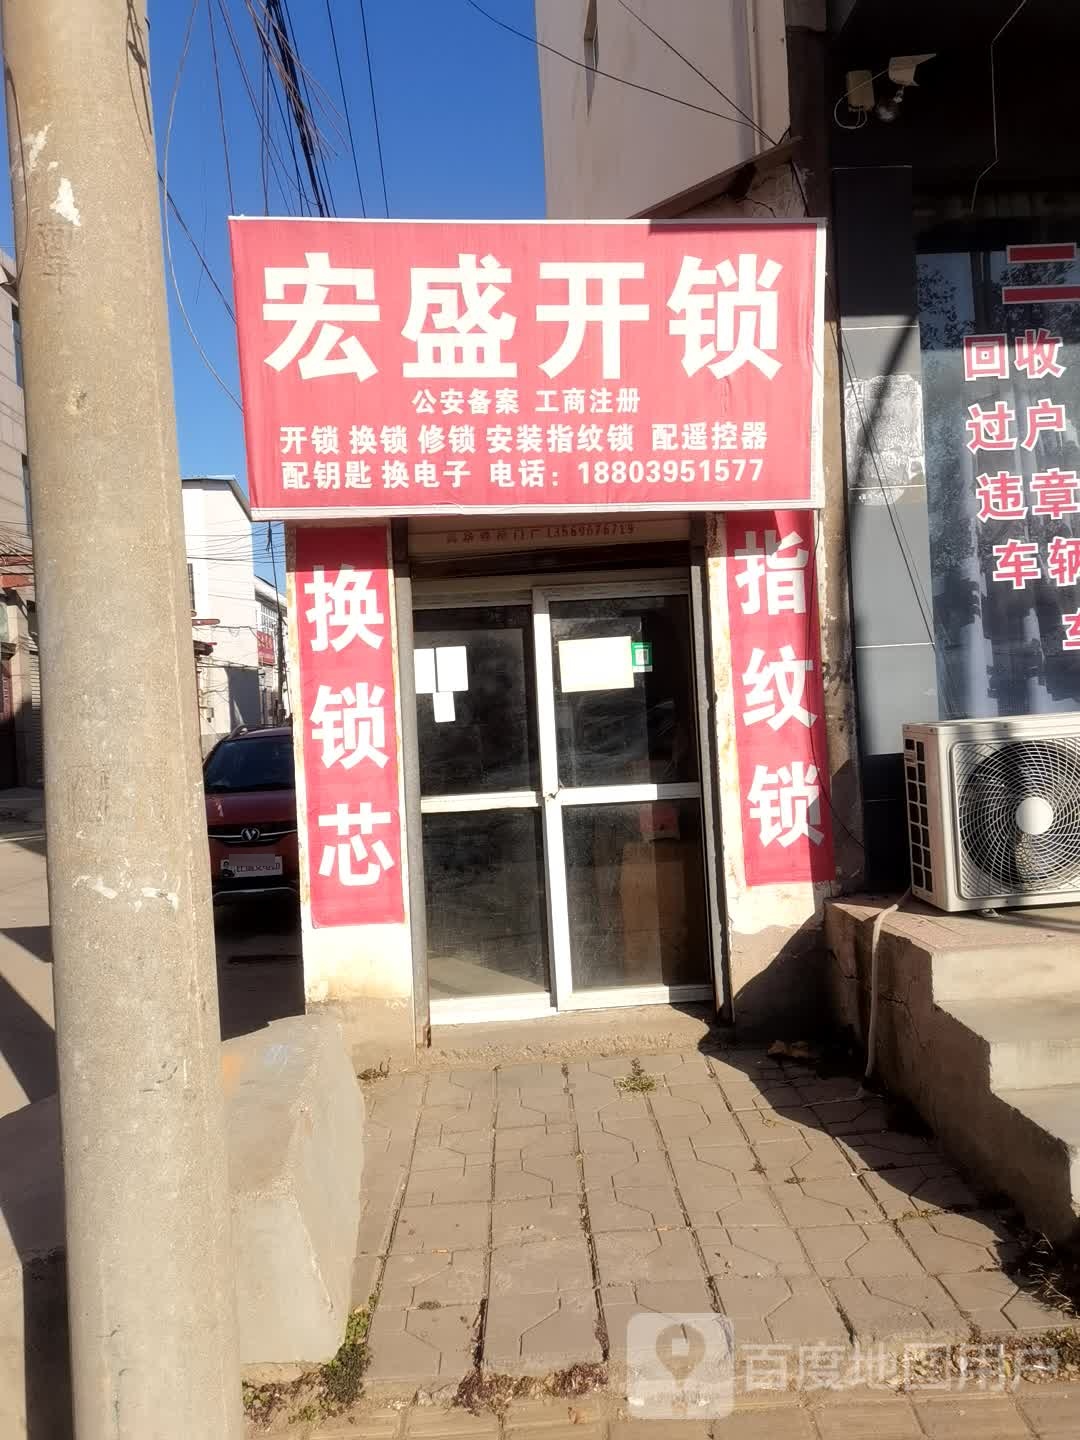 宏盛开锁
公安备案 工商注册
开锁 换锁 修锁 安装指纹锁 配遥控器
配钥匙 换电子 电话：18803951577
13569676719
换锁芯
指纹锁
回收
过户
违章
车辆
百度地图用户